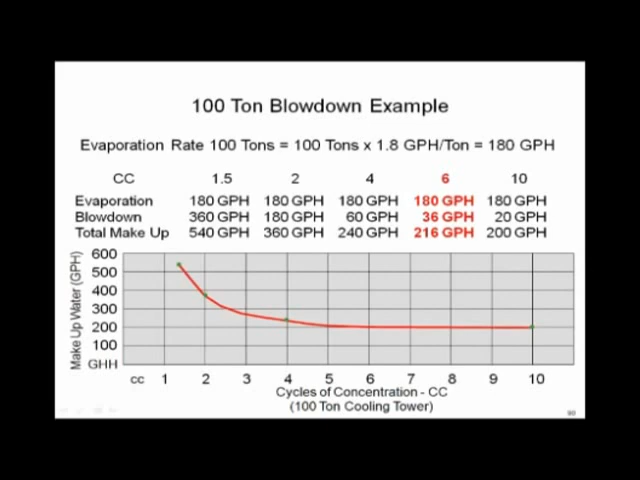 100 Ton Blowdown Example
Evaporation Rate 100 Tons = 100 Tons x 1.8 GPH/Ton = 180 GPH
CC 1.5 2 4 6 10
Evaporation 180 GPH 180 GPH 180 GPH 180 GPH 180 GPH
Blowdown 360 GPH 180 GPH 60 GPH 36 GPH 20 GPH
Total Make Up 540 GPH 360 GPH 240 GPH 216 GPH 200 GPH
Make Up Water (GPH)
600
500
400
300
200
100
GHH
cc 1 2 3 4 5 6 7 8 9 10
Cycles of Concentration - CC
(100 Ton Cooling Tower)